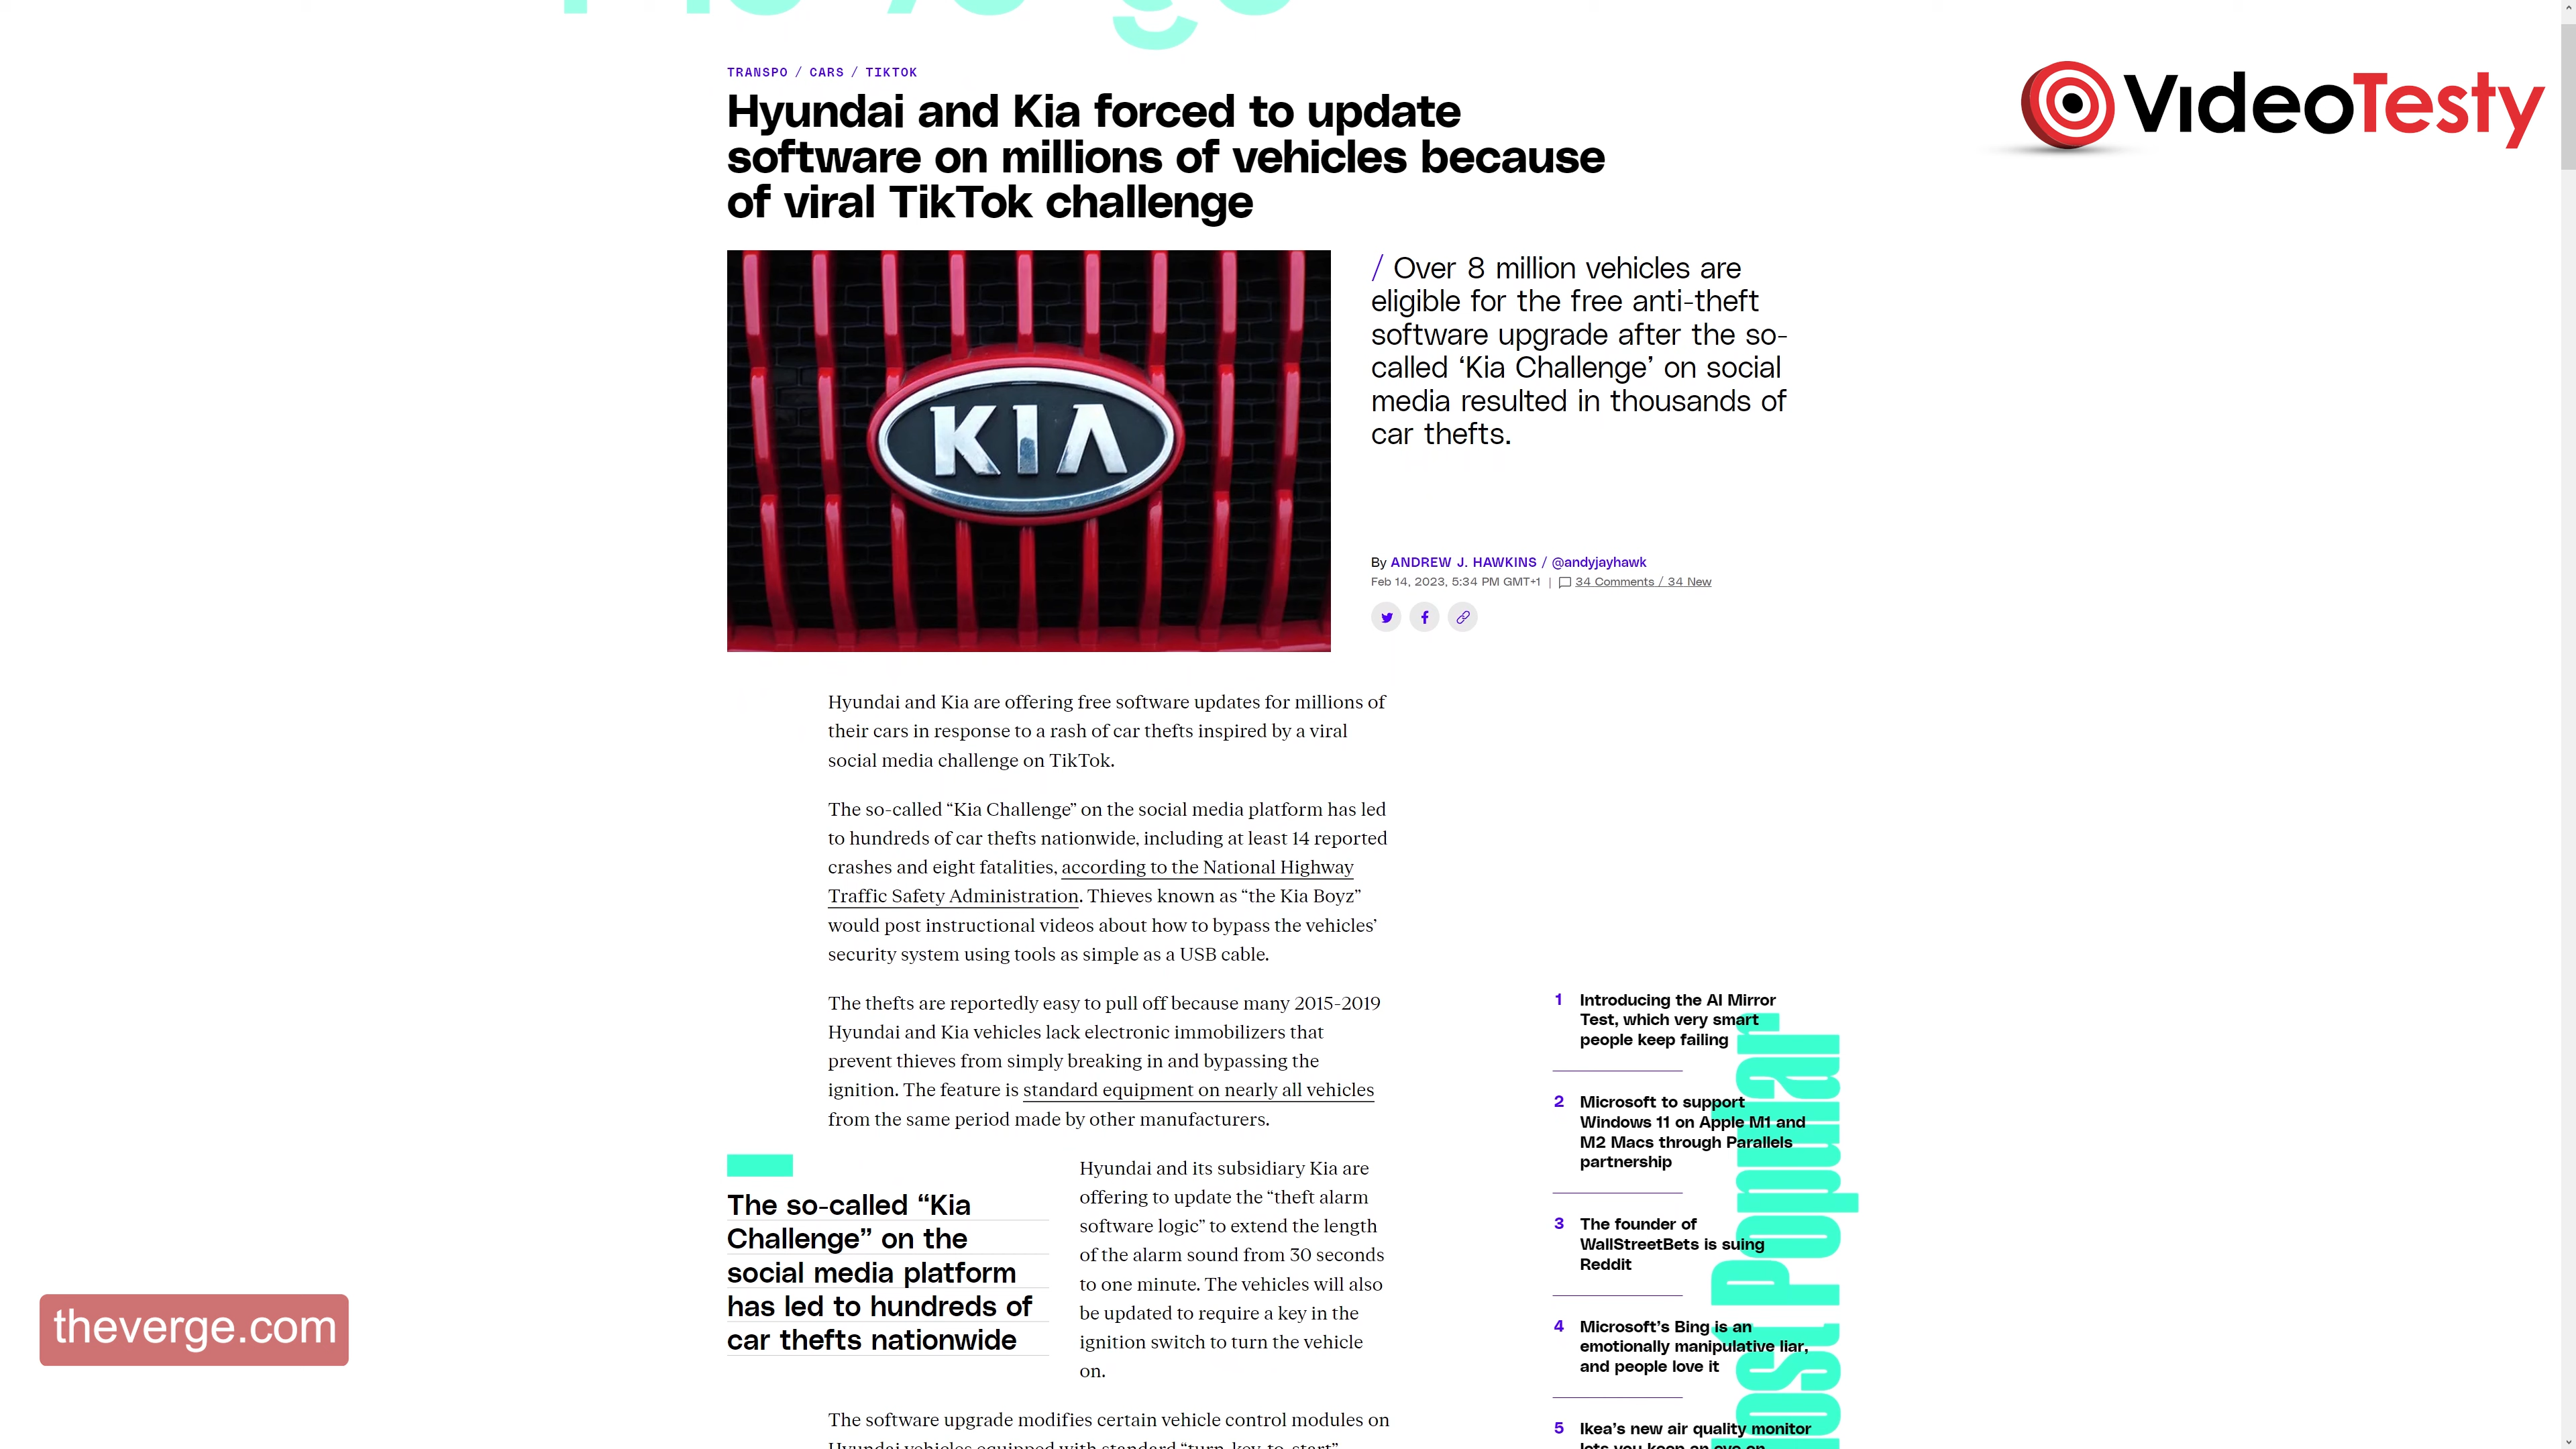 TRANSPO / CARS / TIKTOK
Hyundai and Kia forced to update
software on millions of vehicles because
of viral TikTok challenge
VideoTesty
KIA
/ Over 8 million vehicles are
eligible for the free anti-theft
software upgrade after the so-
called ‘Kia Challenge’ on social
media resulted in thousands of
car thefts.
By ANDREW J. HAWKINS / @andyjayhawk
Feb 14, 2023, 5:34 PM GMT+1 | 34 Comments / 34 New
Hyundai and Kia are offering free software updates for millions of
their cars in response to a rash of car thefts inspired by a viral
social media challenge on TikTok.
The so-called “Kia Challenge” on the social media platform has led
to hundreds of car thefts nationwide, including at least 14 reported
crashes and eight fatalities, according to the National Highway
Traffic Safety Administration. Thieves known as “the Kia Boyz”
would post instructional videos about how to bypass the vehicles’
security system using tools as simple as a USB cable.
The thefts are reportedly easy to pull off because many 2015-2019
Hyundai and Kia vehicles lack electronic immobilizers that
prevent thieves from simply breaking in and bypassing the
ignition. The feature is standard equipment on nearly all vehicles
from the same period made by other manufacturers.
The so-called “Kia
Challenge” on the
social media platform
has led to hundreds of
car thefts nationwide
Hyundai and its subsidiary Kia are
offering to update the “theft alarm
software logic” to extend the length
of the alarm sound from 30 seconds
to one minute. The vehicles will also
be updated to require a key in the
ignition switch to turn the vehicle
on.
The software upgrade modifies certain vehicle control modules on
Hyundai vehicles equipped with standard “turn-key-to-start”
1 Introducing the AI Mirror
Test, which very smart
people keep failing
2 Microsoft to support
Windows 11 on Apple M1 and
M2 Macs through Parallels
partnership
3 The founder of
WallStreetBets is suing
Reddit
4 Microsoft’s Bing is an
emotionally manipulative liar,
and people love it
5 Ikea’s new air quality monitor
lets you keep an eye on
Popular
theverge.com